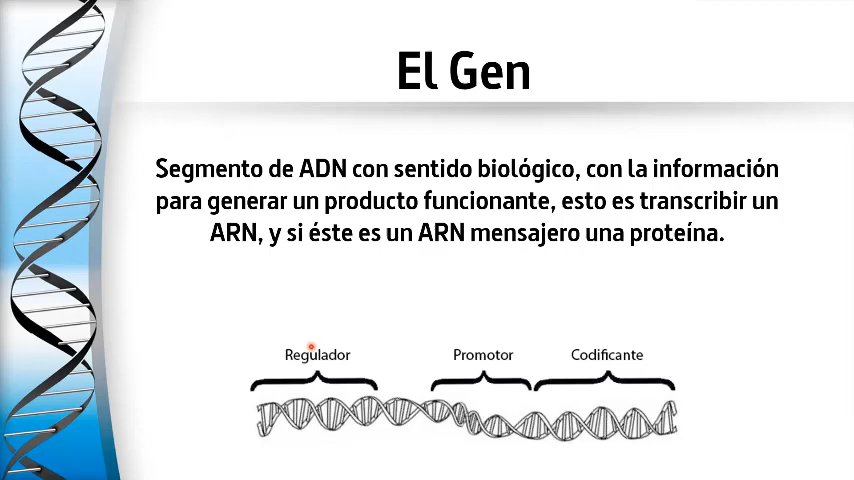 El Gen
Segmento de ADN con sentido biológico, con la información
para generar un producto funcionante, esto es transcribir un
ARN, y si éste es un ARN mensajero una proteína.
Regulador Promotor Codificante